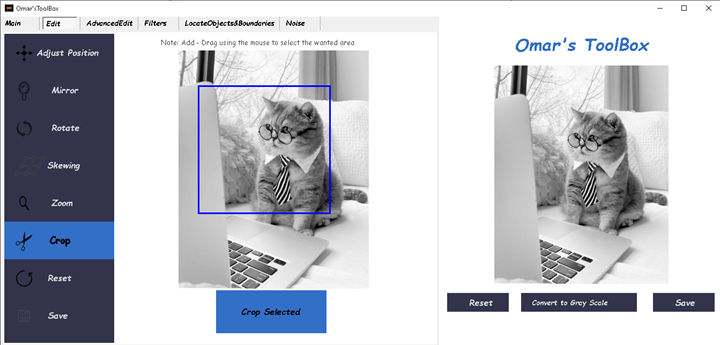 Omar'sToolBox
Main Edit AdvancedEdit Filters LocateObjects&Boundaries Noise
Note: Add - Drag using the mouse to select the wanted area
Adjust Position
Mirror
Rotate
Skewing
Zoom
Crop
Reset
Save
Crop Selected
Omar's ToolBox
Reset Convert to Gray Scale Save